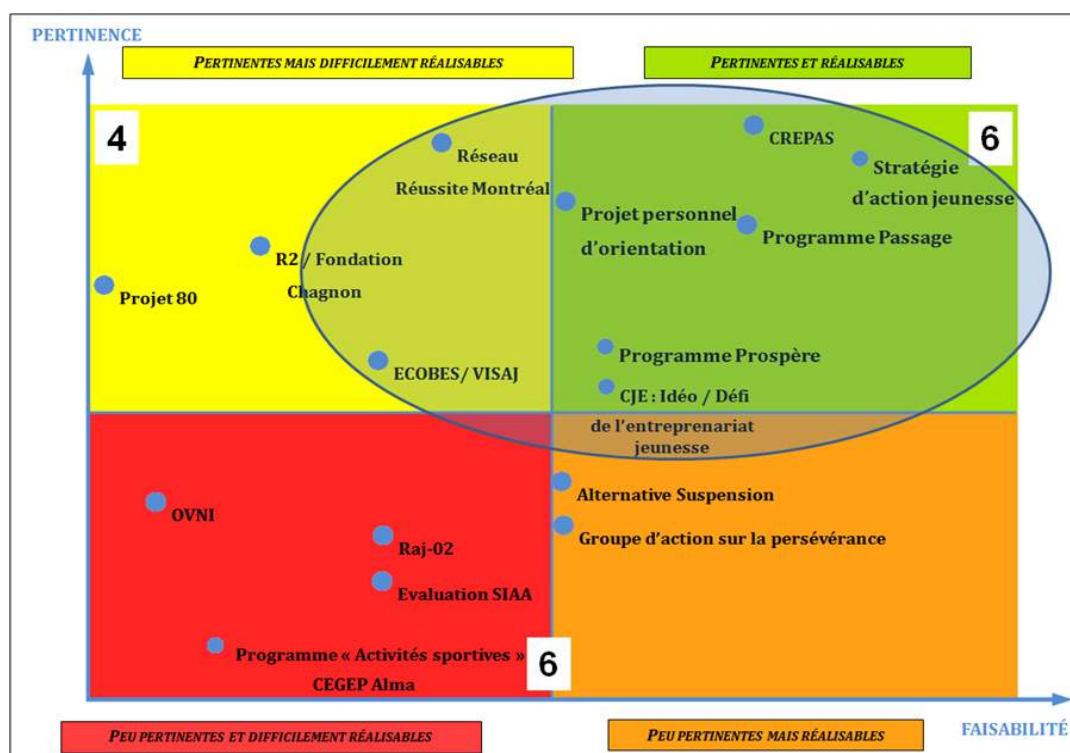 PERTINENCE
PERTINENTES MAIS DIFFICILEMENT RÉALISABLES
PERTINENTES ET RÉALISABLES
4
6
CREPAS
Réseau
Réussite Montréal
Stratégie
d'action jeunesse
Projet personnel
d'orientation
Programme Passage
R2 / Fondation
Chagnon
Projet 80
Programme Prospère
ECOBES/ VISAJ
CJE : Idéo / Défi
de l'entreprenariat
jeunesse
Alternative Suspension
OVNI
Groupe d'action sur la persévérance
Raj-02
Evaluation SIAA
Programme « Activités sportives »
CEGEP Alma
6
PEU PERTINENTES ET DIFFICILEMENT RÉALISABLES
PEU PERTINENTES MAIS RÉALISABLES
FAISABILITÉ